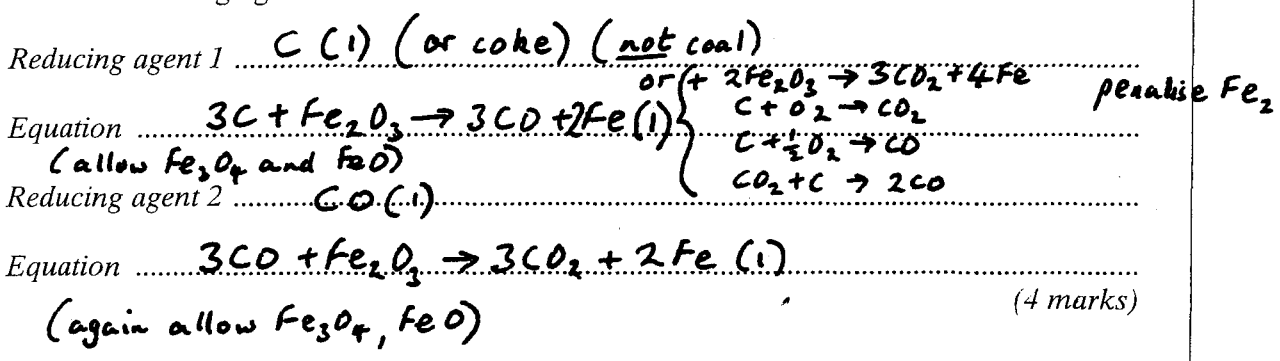 Reducing agent 1 C (1) (or coke) (not coal)
or (+ 2Fe₂O₃ → 3CO₂ + 4Fe
penalise Fe₂
Equation 3C + Fe₂O₃ → 3CO + 2Fe (1)
C + O₂ → CO₂
C + ½O₂ → CO
(allow Fe₃O₄ and FeO)
CO₂ + C → 2CO
Reducing agent 2 CO (1)
Equation 3CO + Fe₂O₃ → 3CO₂ + 2Fe (1)
(4 marks)
(again allow Fe₃O₄, FeO)